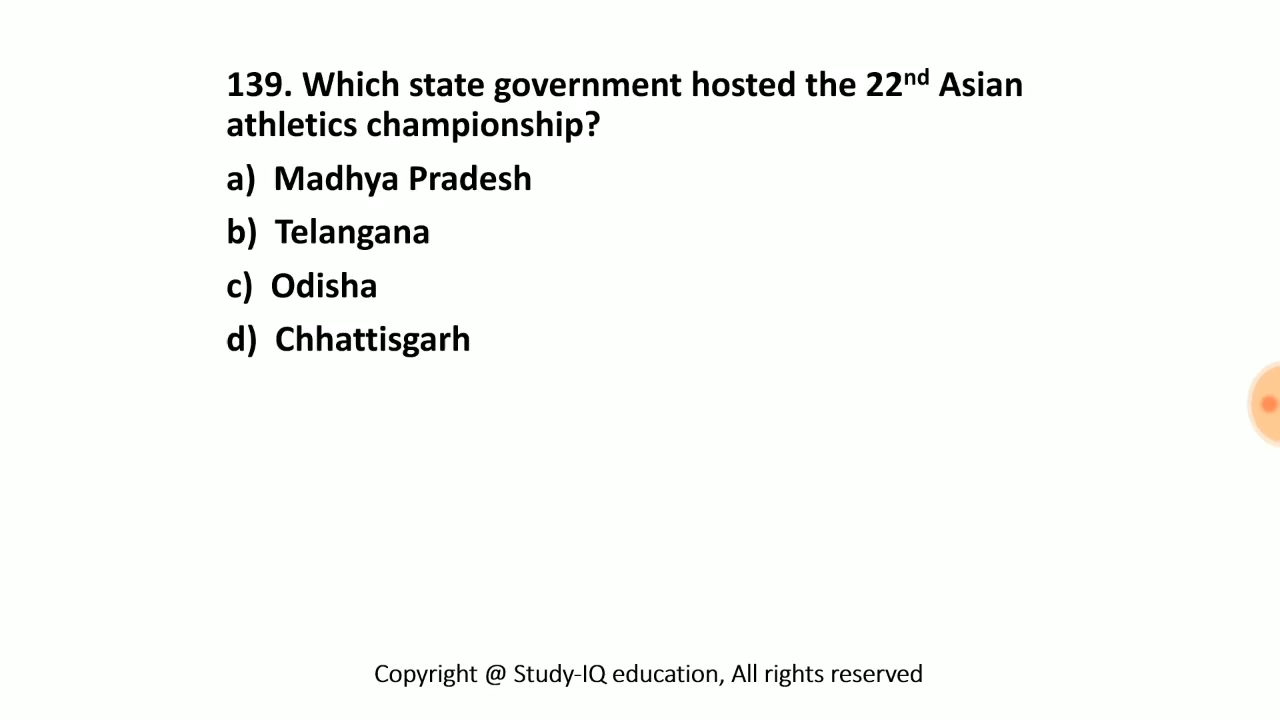 139. Which state government hosted the 22nd Asian
athletics championship?
a) Madhya Pradesh
b) Telangana
c) Odisha
d) Chhattisgarh
Copyright @ Study-IQ education, All rights reserved